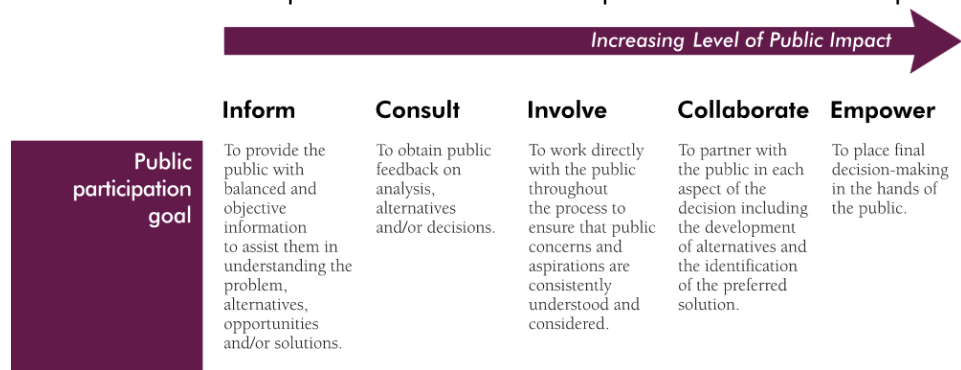 Increasing Level of Public Impact
Inform
To provide the
public with
balanced and
objective
information
to assist them in
understanding the
problem,
alternatives,
opportunities
and/or solutions.
Consult
To obtain public
feedback on
analysis,
alternatives
and/or decisions.
Involve
To work directly
with the public
throughout
the process to
ensure that public
concerns and
aspirations are
consistently
understood and
considered.
Collaborate
To partner with
the public in each
aspect of the
decision including
the development
of alternatives and
the identification
of the preferred
solution.
Empower
To place final
decision-making
in the hands of
the public.
Public
participation
goal